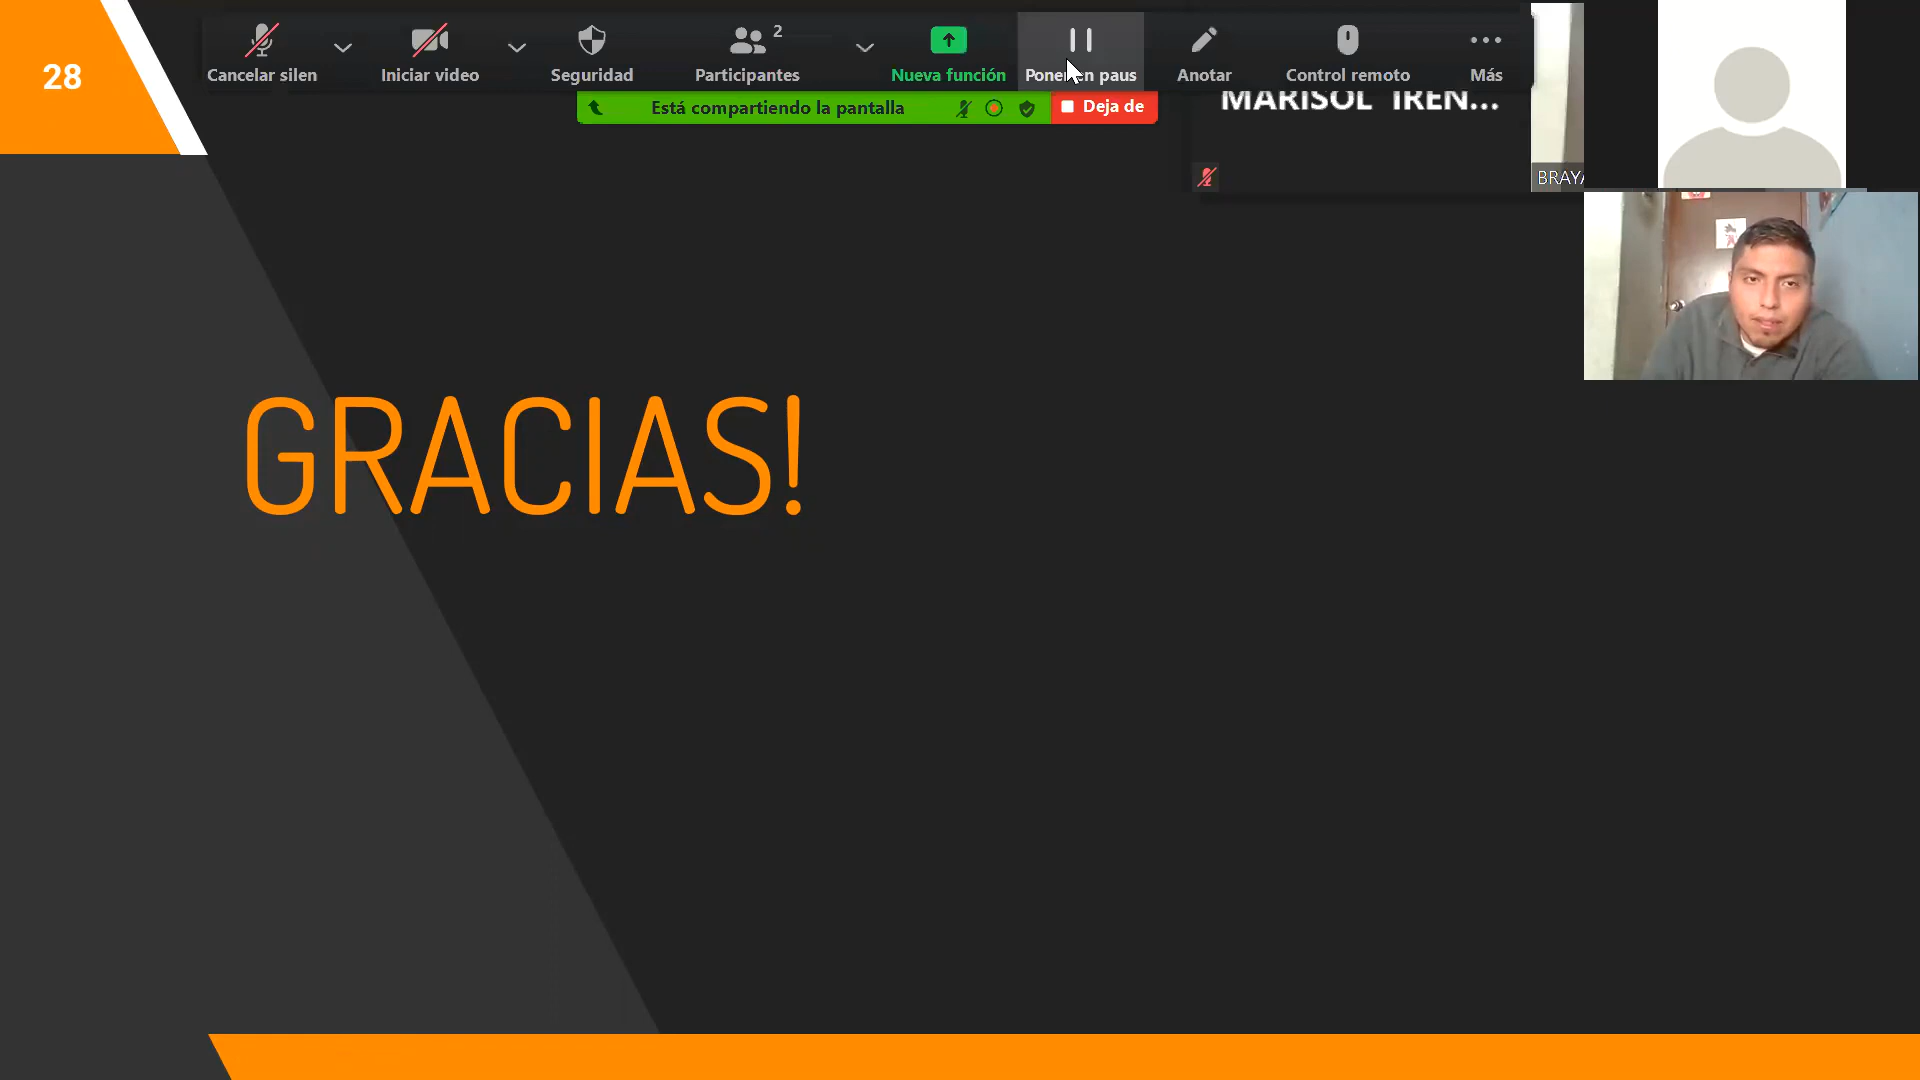 28
Cancelar silen
Iniciar video
Seguridad
Participantes
2
Nueva función
Poner en paus
Anotar
Control remoto
Más
Está compartiendo la pantalla
Deja de
MARISOL IREN...
BRAYA
GRACIAS!